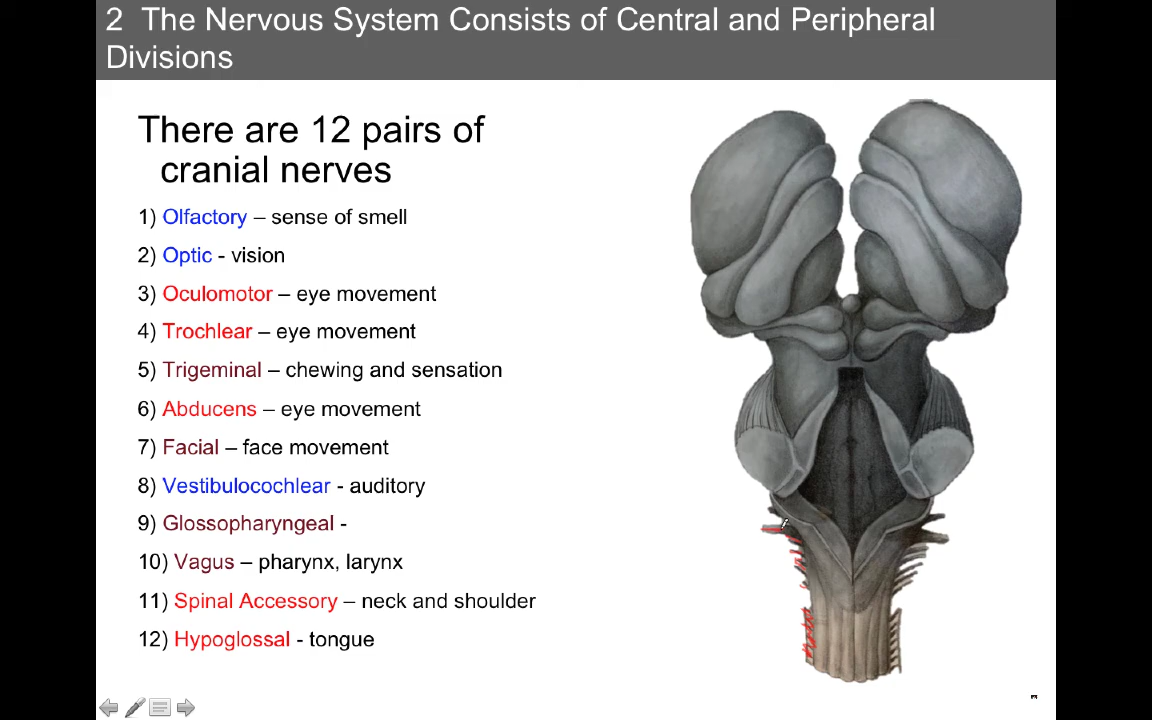 2 The Nervous System Consists of Central and Peripheral
Divisions
There are 12 pairs of
cranial nerves
1) Olfactory – sense of smell
2) Optic - vision
3) Oculomotor – eye movement
4) Trochlear – eye movement
5) Trigeminal – chewing and sensation
6) Abducens – eye movement
7) Facial – face movement
8) Vestibulocochlear - auditory
9) Glossopharyngeal -
10) Vagus – pharynx, larynx
11) Spinal Accessory – neck and shoulder
12) Hypoglossal - tongue